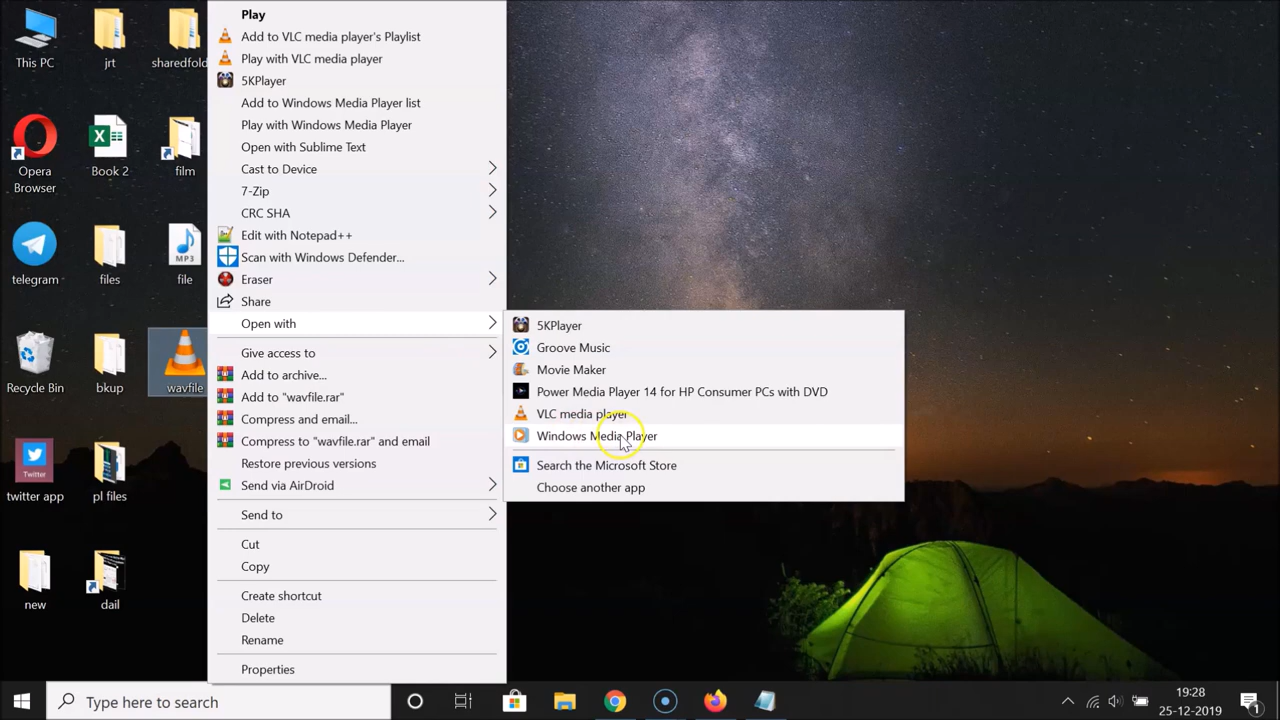 This PC
jrt
sharedfold
Opera
Browser
Book 2
film
telegram
files
MP3
file
Recycle Bin
bkup
wavfile
Twitter
twitter app
pl files
new
dail
Play
Add to VLC media player's Playlist
Play with VLC media player
5KPlayer
Add to Windows Media Player list
Play with Windows Media Player
Open with Sublime Text
Cast to Device
7-Zip
CRC SHA
Edit with Notepad++
Scan with Windows Defender...
Eraser
Share
Open with
Give access to
Add to archive...
Add to "wavfile.rar"
Compress and email...
Compress to "wavfile.rar" and email
Restore previous versions
Send via AirDroid
Send to
Cut
Copy
Create shortcut
Delete
Rename
Properties
5KPlayer
Groove Music
Movie Maker
Power Media Player 14 for HP Consumer PCs with DVD
VLC media player
Windows Media Player
Search the Microsoft Store
Choose another app
Type here to search
19:28
25-12-2019
1